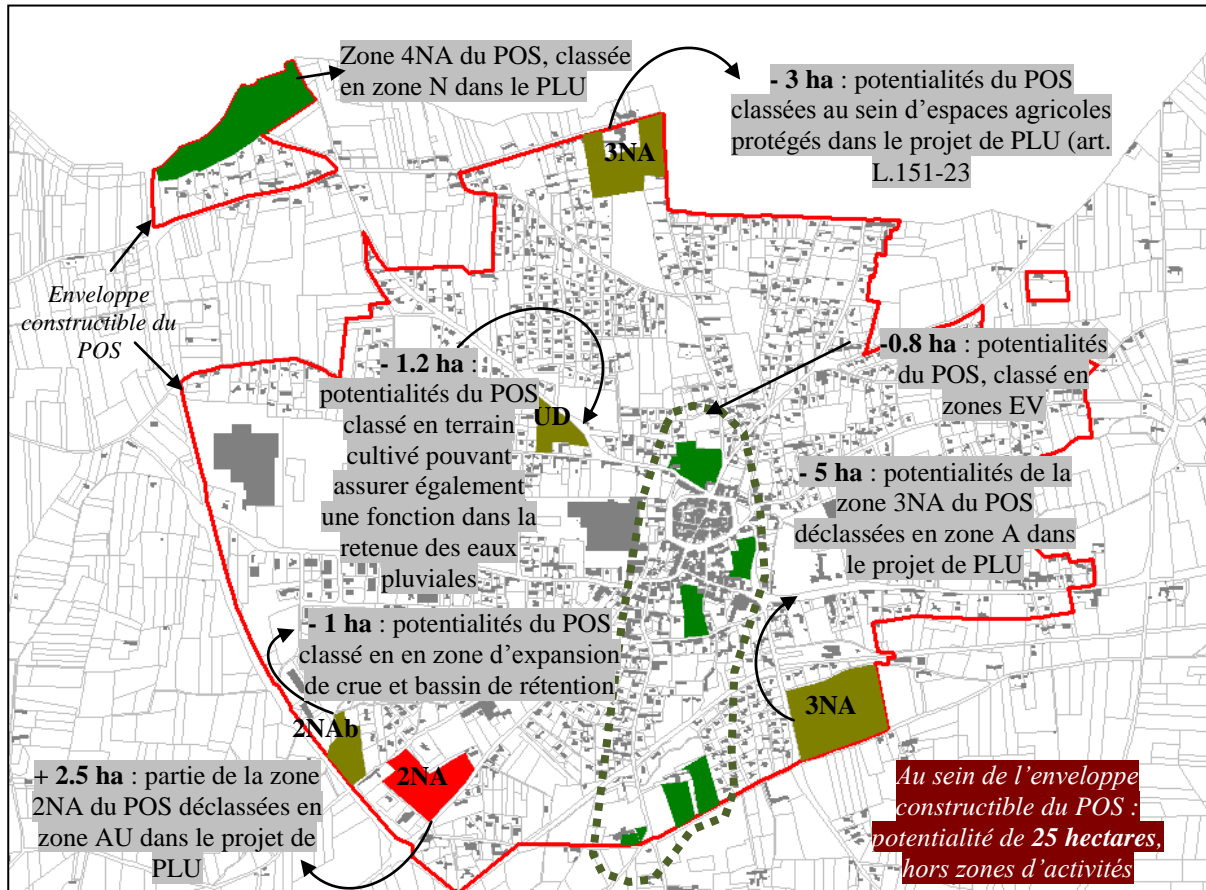 Zone 4NA du POS, classée
en zone N dans le PLU
- 3 ha : potentialités du POS
classées au sein d’espaces agricoles
protégés dans le projet de PLU (art.
L.151-23
3NA
Enveloppe
constructible du
POS
- 1.2 ha :
potentialités du POS
classé en terrain
cultivé pouvant
assurer également
une fonction dans la
retenue des eaux
pluviales
UD
-0.8 ha : potentialités
du POS, classé en
zones EV
- 5 ha : potentialités de la
zone 3NA du POS
déclassées en zone A dans
le projet de PLU
- 1 ha : potentialités du POS
classé en en zone d’expansion
de crue et bassin de rétention
2NAb
2NA
3NA
+ 2.5 ha : partie de la zone
2NA du POS déclassées en
zone AU dans le projet de
PLU
Au sein de l’enveloppe
constructible du POS :
potentialité de 25 hectares,
hors zones d’activités